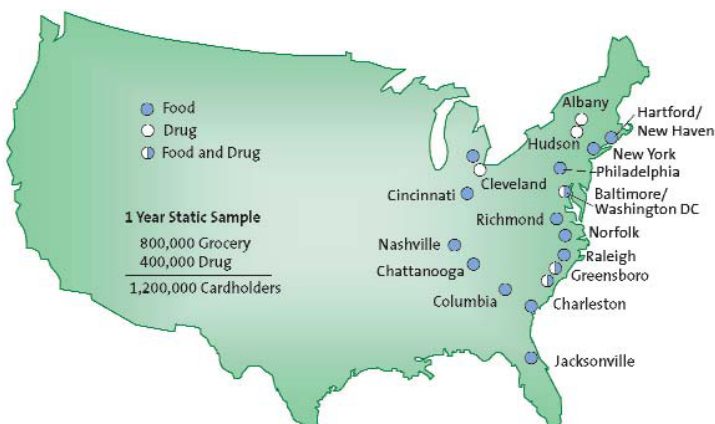 Food
Drug
Food and Drug
1 Year Static Sample
800,000 Grocery
400,000 Drug
1,200,000 Cardholders
Albany
Hudson
Hartford/
New Haven
New York
Philadelphia
Cleveland
Cincinnati
Baltimore/
Washington DC
Richmond
Norfolk
Nashville
Raleigh
Chattanooga
Greensboro
Columbia
Charleston
Jacksonville